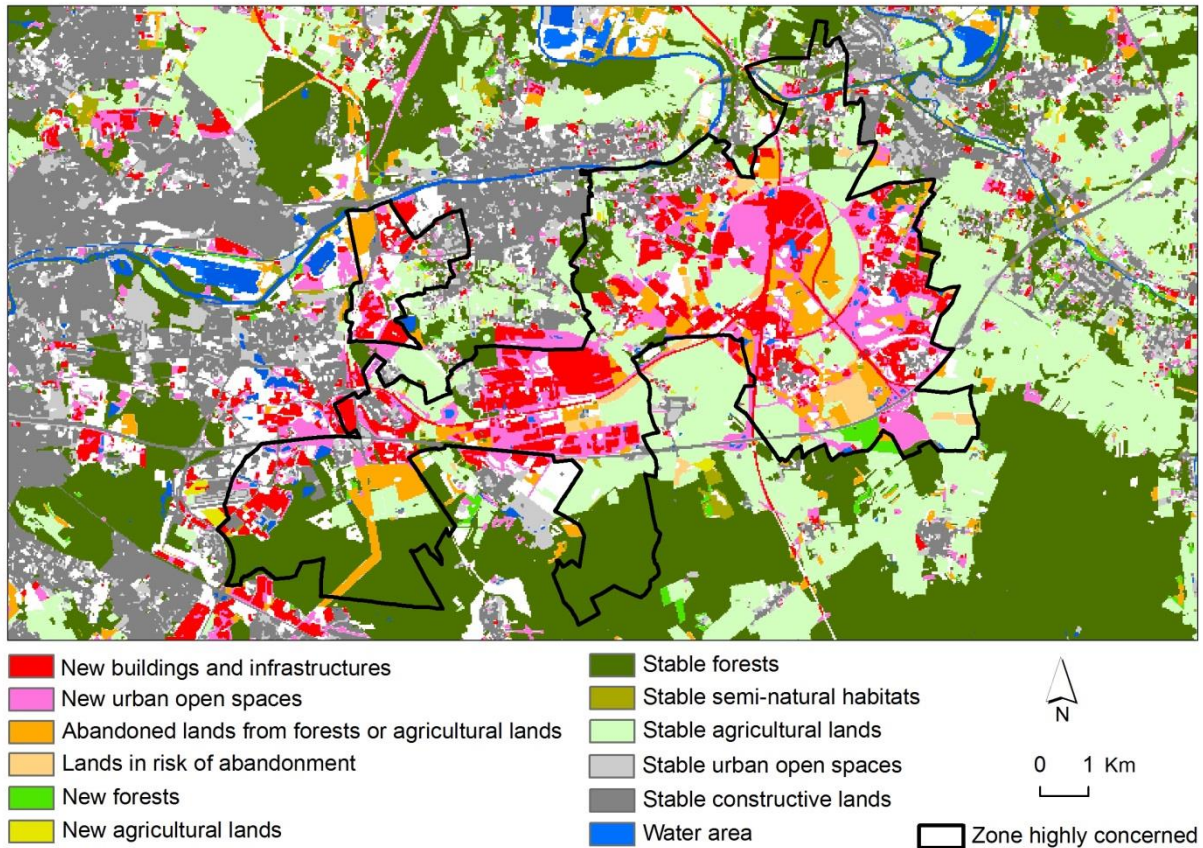 New buildings and infrastructures
New urban open spaces
Abandoned lands from forests or agricultural lands
Lands in risk of abandonment
New forests
New agricultural lands
Stable forests
Stable semi-natural habitats
Stable agricultural lands
Stable urban open spaces
Stable constructive lands
Water area
N
0 1 Km
Zone highly concerned